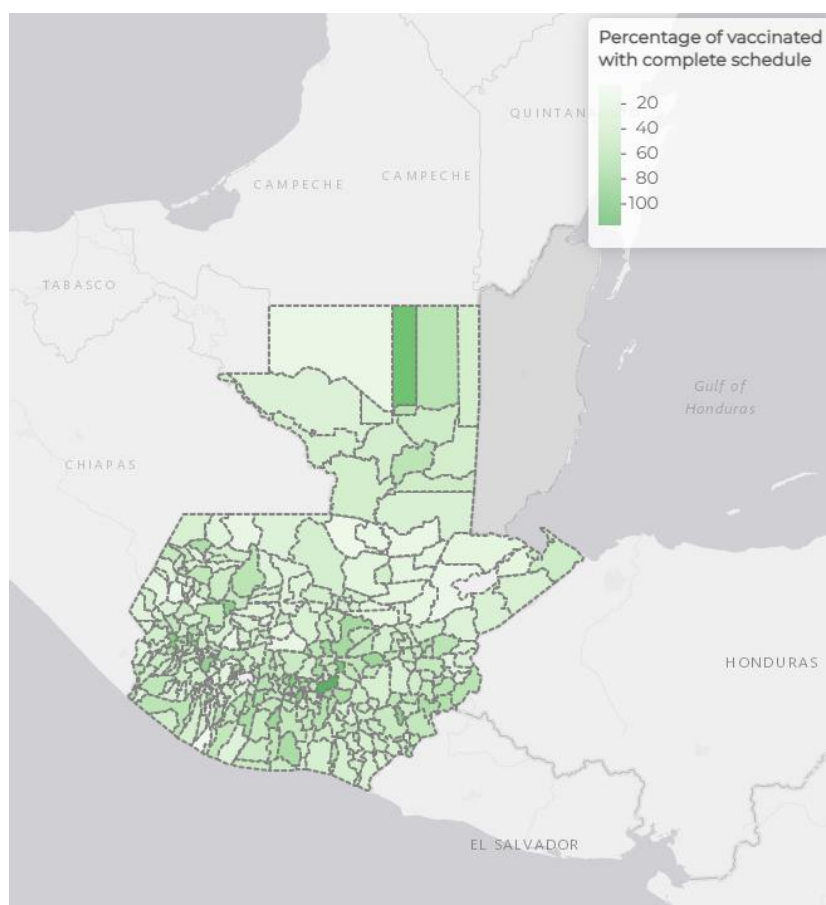 Percentage of vaccinated
with complete schedule
20
40
60
80
100
QUINTAN
CAMPECHE
CAMPECHE
TABASCO
Gulf of
Honduras
CHIAPAS
HONDURAS
EL SALVADOR